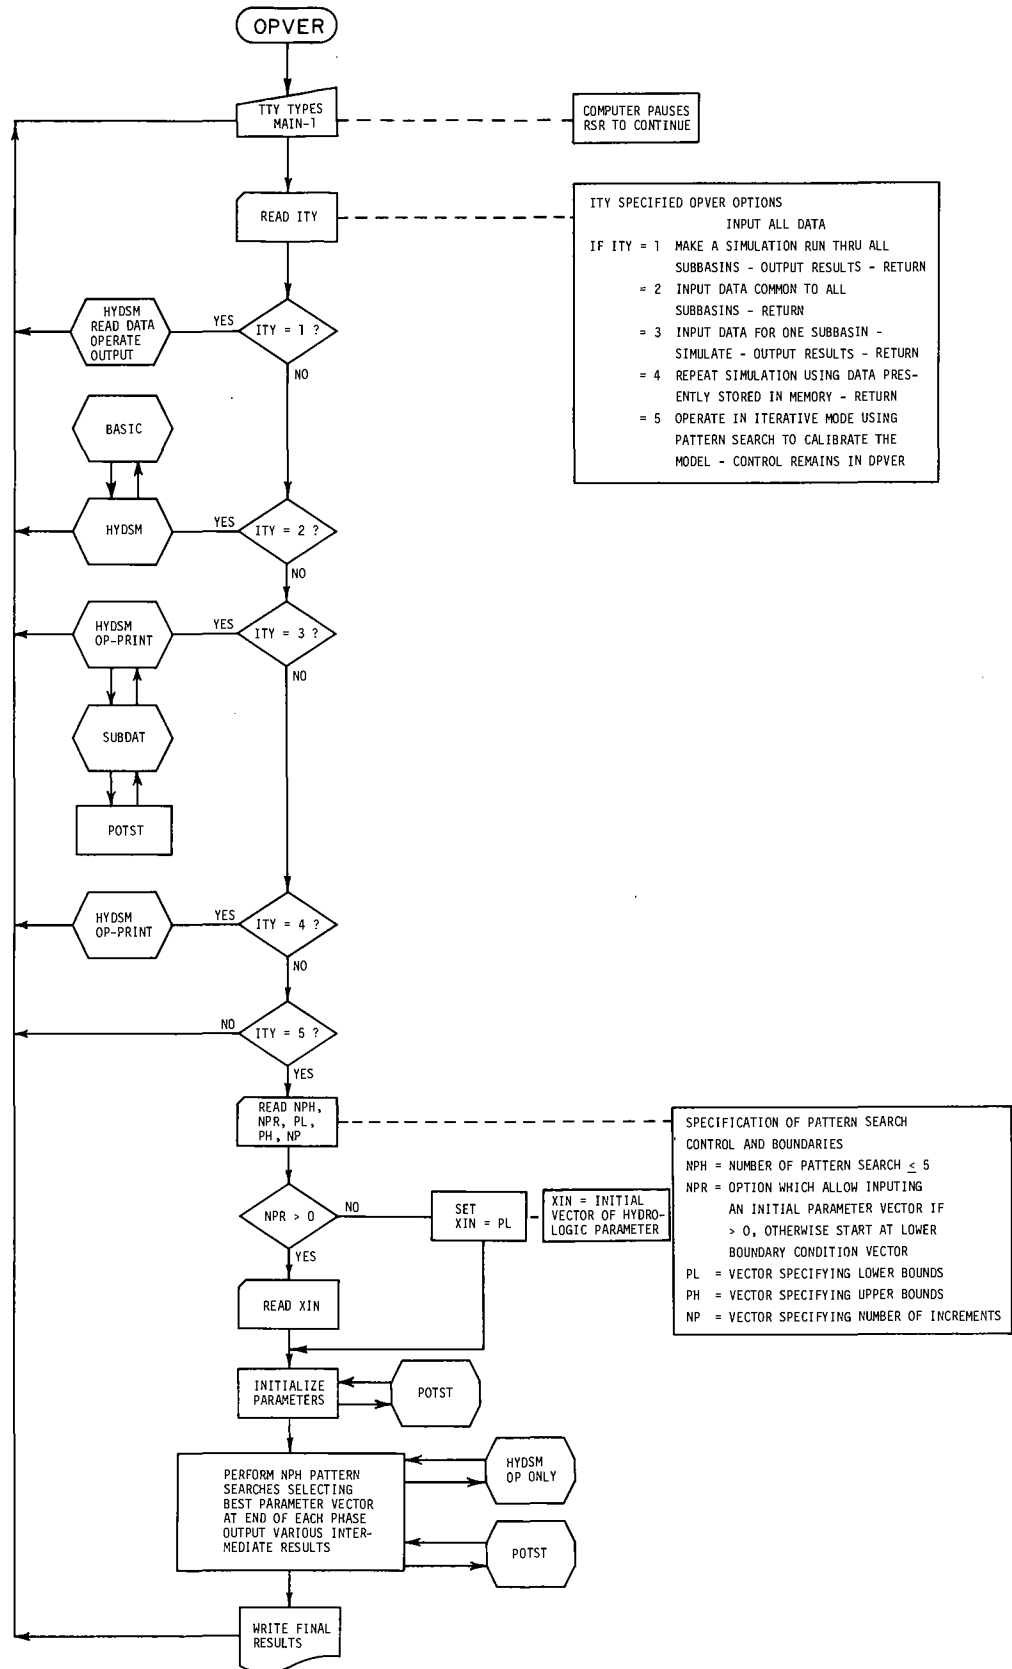 OPVER
TTY TYPES
MAIN-1
COMPUTER PAUSES
RSR TO CONTINUE
READ ITY
ITY SPECIFIED OPVER OPTIONS
INPUT ALL DATA
IF ITY = 1 MAKE A SIMULATION RUN THRU ALL
SUBBASINS - OUTPUT RESULTS - RETURN
= 2 INPUT DATA COMMON TO ALL
SUBBASINS - RETURN
= 3 INPUT DATA FOR ONE SUBBASIN -
SIMULATE - OUTPUT RESULTS - RETURN
= 4 REPEAT SIMULATION USING DATA PRES-
ENTLY STORED IN MEMORY - RETURN
= 5 OPERATE IN ITERATIVE MODE USING
PATTERN SEARCH TO CALIBRATE THE
MODEL - CONTROL REMAINS IN DPVER
HYDSM
READ DATA
OPERATE
OUTPUT
YES
ITY = 1 ?
NO
BASIC
HYDSM
YES
ITY = 2 ?
NO
HYDSM
OP-PRINT
YES
ITY = 3 ?
NO
SUBDAT
POTST
HYDSM
OP-PRINT
YES
ITY = 4 ?
NO
NO
ITY = 5 ?
YES
READ NPH,
NPR, PL,
PH, NP
SPECIFICATION OF PATTERN SEARCH
CONTROL AND BOUNDARIES
NPH = NUMBER OF PATTERN SEARCH ≤ 5
NPR = OPTION WHICH ALLOW INPUTING
AN INITIAL PARAMETER VECTOR IF
> 0, OTHERWISE START AT LOWER
BOUNDARY CONDITION VECTOR
PL = VECTOR SPECIFYING LOWER BOUNDS
PH = VECTOR SPECIFYING UPPER BOUNDS
NP = VECTOR SPECIFYING NUMBER OF INCREMENTS
NPR > 0
NO
YES
SET
XIN = PL
XIN = INITIAL
VECTOR OF HYDRO-
LOGIC PARAMETER
READ XIN
INITIALIZE
PARAMETERS
POTST
PERFORM NPH PATTERN
SEARCHES SELECTING
BEST PARAMETER VECTOR
AT END OF EACH PHASE
OUTPUT VARIOUS INTER-
MEDIATE RESULTS
HYDSM
OP ONLY
POTST
WRITE FINAL
RESULTS